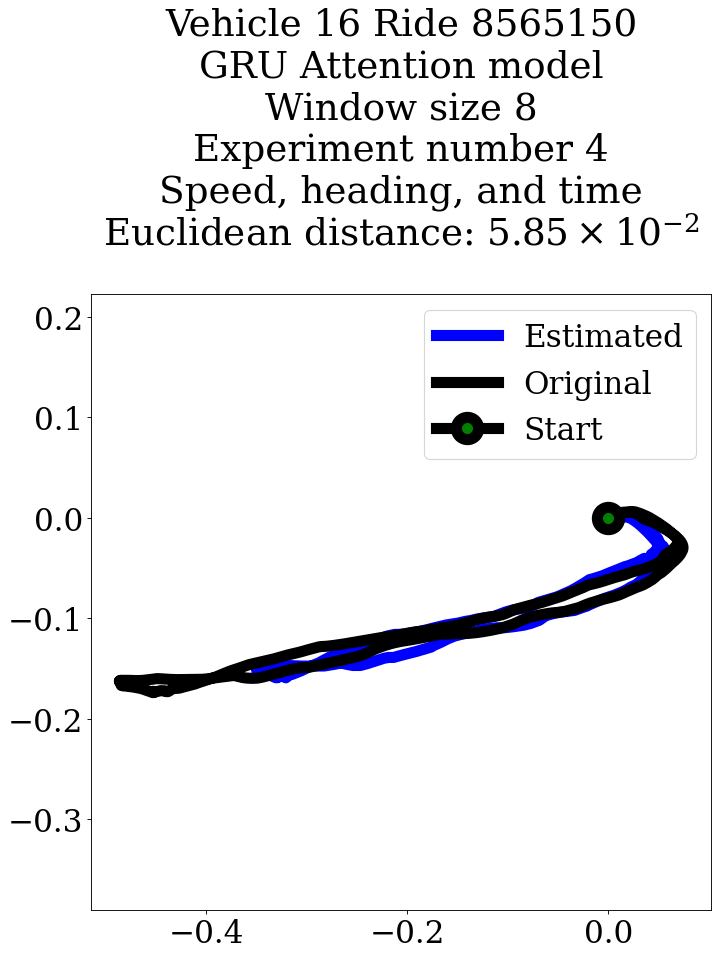 Vehicle 16 Ride 8565150
GRU Attention model
Window size 8
Experiment number 4
Speed, heading, and time
Euclidean distance: 5.85 × 10⁻²
Estimated
Original
Start
0.2
0.1
0.0
−0.1
−0.2
−0.3
−0.4
−0.2
0.0